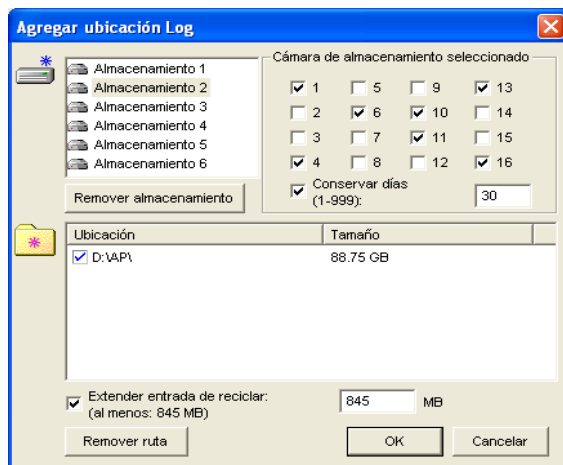 Agregar ubicación Log
Cámara de almacenamiento seleccionado
Almacenamiento 1
Almacenamiento 2
Almacenamiento 3
Almacenamiento 4
Almacenamiento 5
Almacenamiento 6
1 5 9 13
2 6 10 14
3 7 11 15
4 8 12 16
Remover almacenamiento
Conservar días
(1-999): 30
Ubicación Tamaño
D:\AP\ 88.75 GB
Extender entrada de reciclar:
(al menos: 845 MB) 845 MB
Remover ruta OK Cancelar